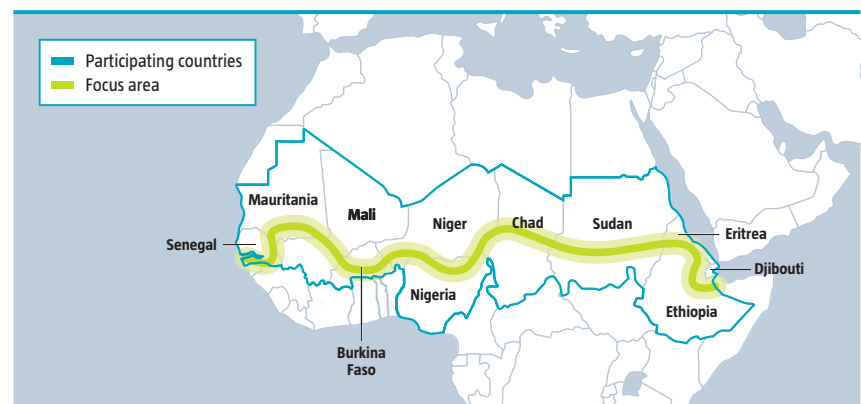 Participating countries
Focus area
Mauritania
Mali
Niger
Chad
Sudan
Eritrea
Senegal
Djibouti
Nigeria
Ethiopia
Burkina
Faso